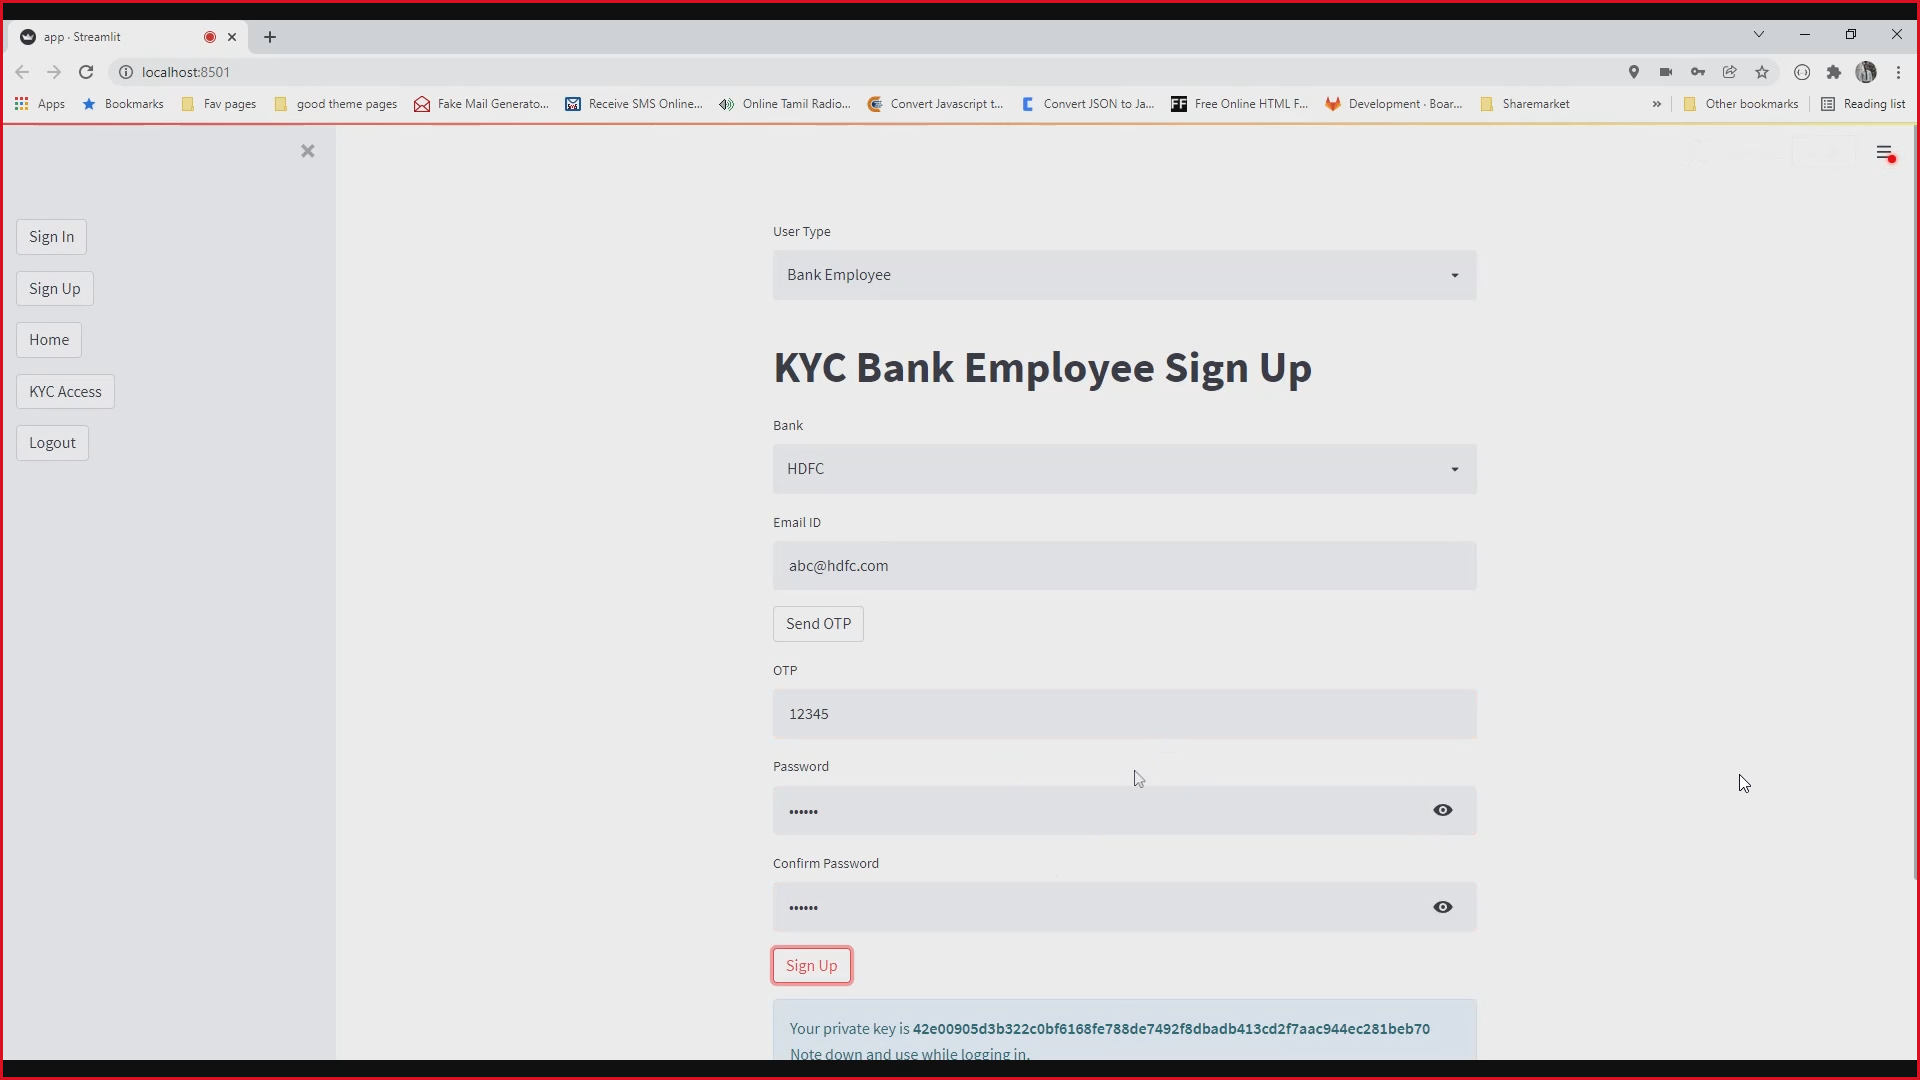 app · Streamlit
localhost:8501
Apps
Bookmarks
Fav pages
good theme pages
Fake Mail Generato...
Receive SMS Online...
Online Tamil Radio...
Convert Javascript t...
Convert JSON to Ja...
FF
Free Online HTML F...
Development · Boar...
Sharemarket
»
Other bookmarks
Reading list
Sign In
Sign Up
Home
KYC Access
Logout
User Type
Bank Employee
KYC Bank Employee Sign Up
Bank
HDFC
Email ID
abc@hdfc.com
Send OTP
OTP
12345
Password
••••••
Confirm Password
••••••
Sign Up
Your private key is 42e00905d3b322c0bf6168fe788de7492f8dbadb413cd2f7aac944ec281beb70
Note down and use while logging in.